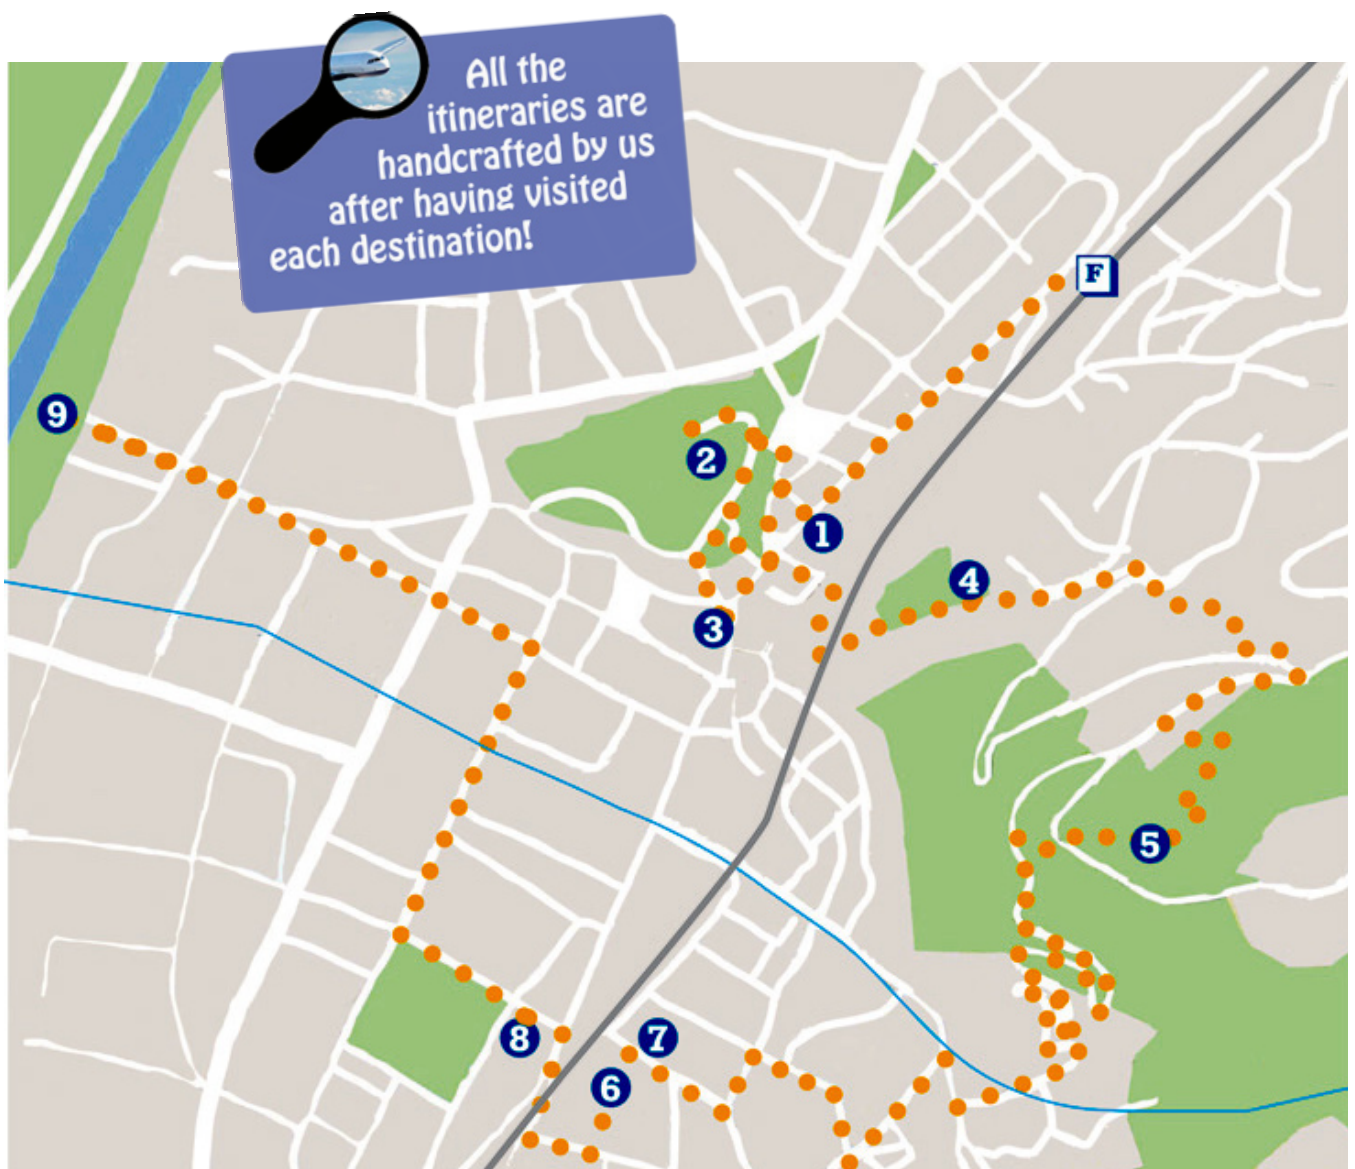 All the
itineraries are
handcrafted by us
after having visited
each destination!
F
9
2
1
4
3
5
8
7
6